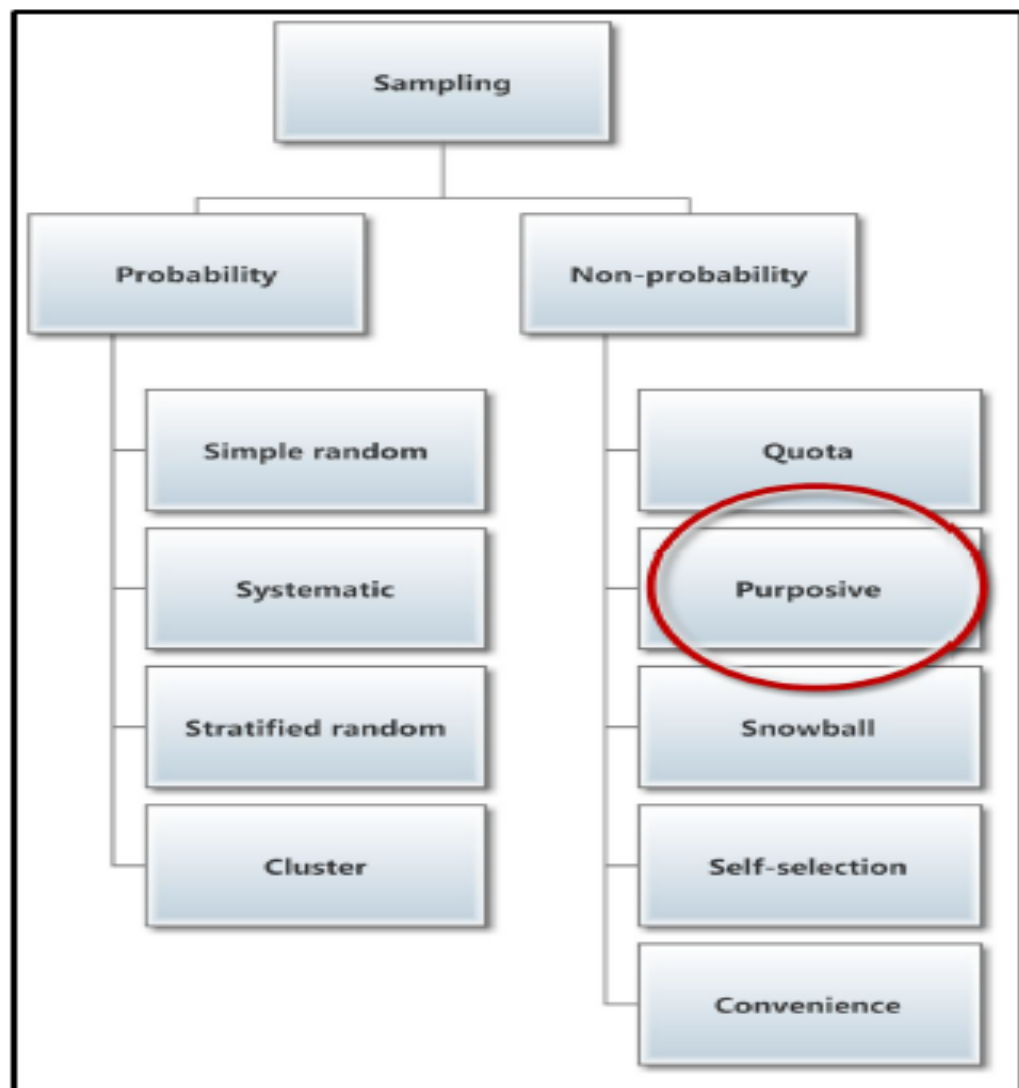 Sampling
Probability
Non-probability
Simple random
Systematic
Stratified random
Cluster
Quota
Purposive
Snowball
Self-selection
Convenience